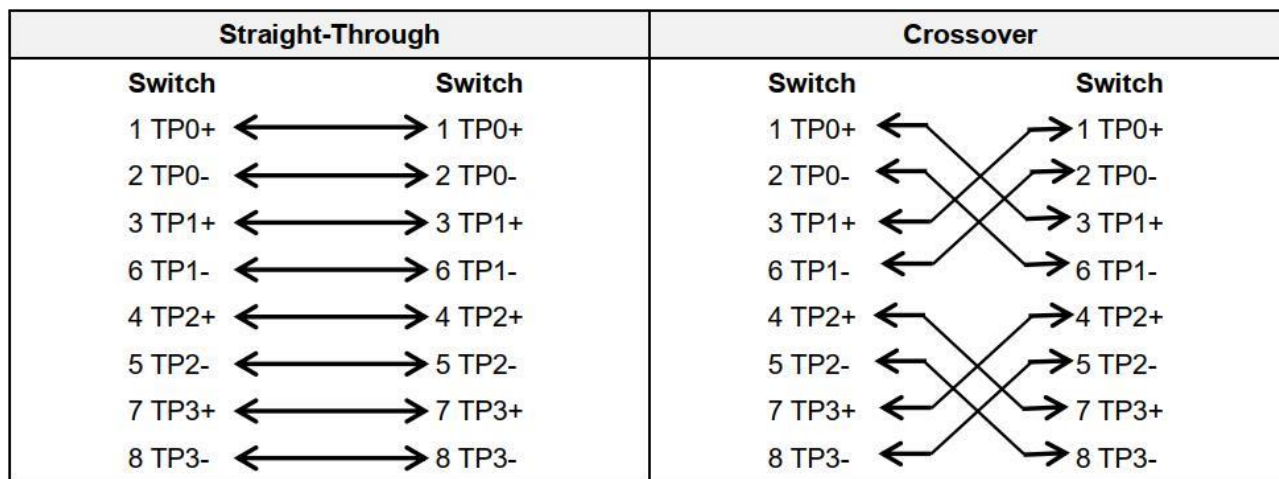 Straight-Through Crossover
Switch Switch Switch Switch
1 TP0+ 1 TP0+ 1 TP0+ 1 TP0+
2 TP0- 2 TP0- 2 TP0- 2 TP0-
3 TP1+ 3 TP1+ 3 TP1+ 3 TP1+
6 TP1- 6 TP1- 6 TP1- 6 TP1-
4 TP2+ 4 TP2+ 4 TP2+ 4 TP2+
5 TP2- 5 TP2- 5 TP2- 5 TP2-
7 TP3+ 7 TP3+ 7 TP3+ 7 TP3+
8 TP3- 8 TP3- 8 TP3- 8 TP3-